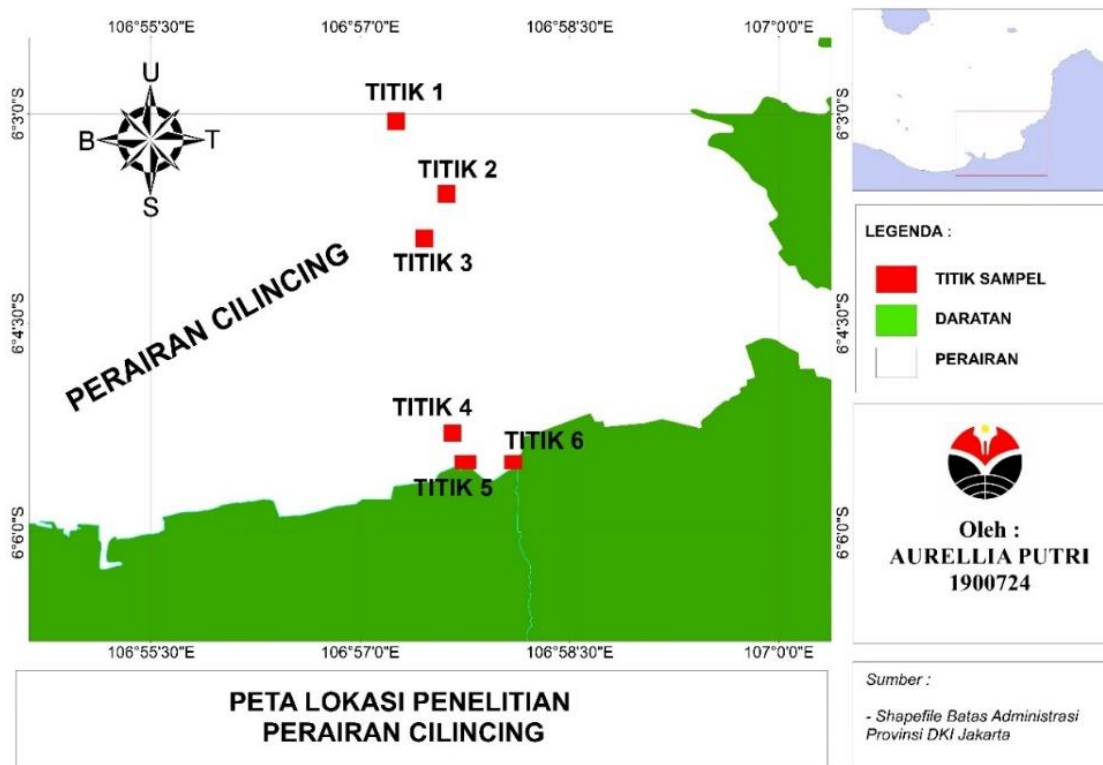 106°55'30"E 106°57'0"E 106°58'30"E 107°0'0"E
6°3'0"S
6°4'30"S
6°6'0"S
U
B T
S
TITIK 1
TITIK 2
TITIK 3
PERAIRAN CILINCING
TITIK 4
TITIK 5
TITIK 6
6°3'0"S
6°4'30"S
6°6'0"S
106°55'30"E 106°57'0"E 106°58'30"E 107°0'0"E
PETA LOKASI PENELITIAN
PERAIRAN CILINCING
LEGENDA :
TITIK SAMPEL
DARATAN
PERAIRAN
Oleh :
AURELLIA PUTRI
1900724
Sumber :
- Shapefile Batas Administrasi
Provinsi DKI Jakarta